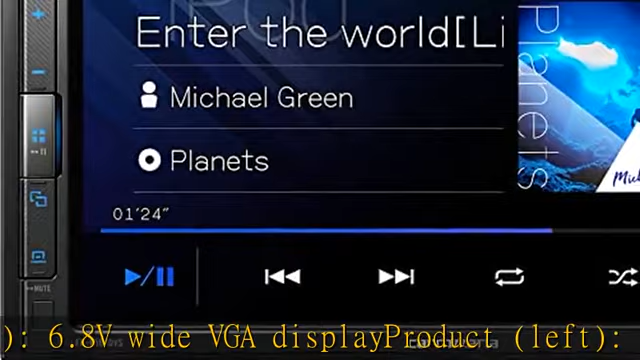 Enter the world[Li
Michael Green
Planets
01'24"
Planets
MUTE
): 6.8V wide VGA displayProduct (left):